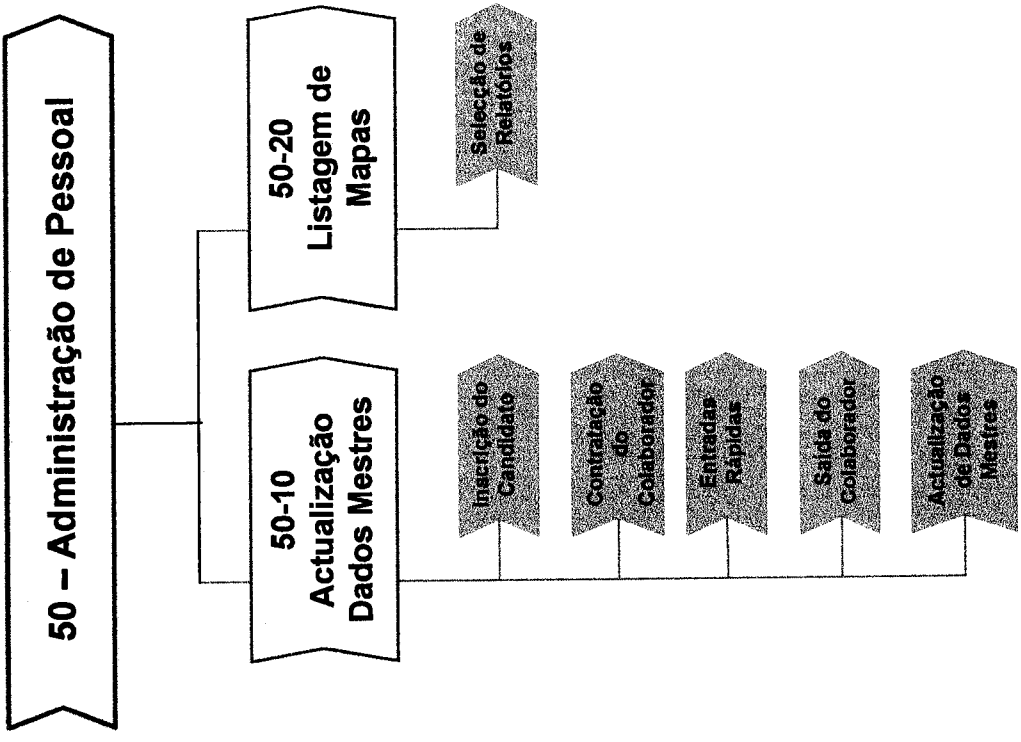 50 – Administração de Pessoal
50-10
Actualização
Dados Mestres
Inscrição do
Candidato
Contratação
do
Colaborador
Entradas
Rápidas
Saída do
Colaborador
Actualização
de Dados
Mestres
50-20
Listagem de
Mapas
Selecção de
Relatórios